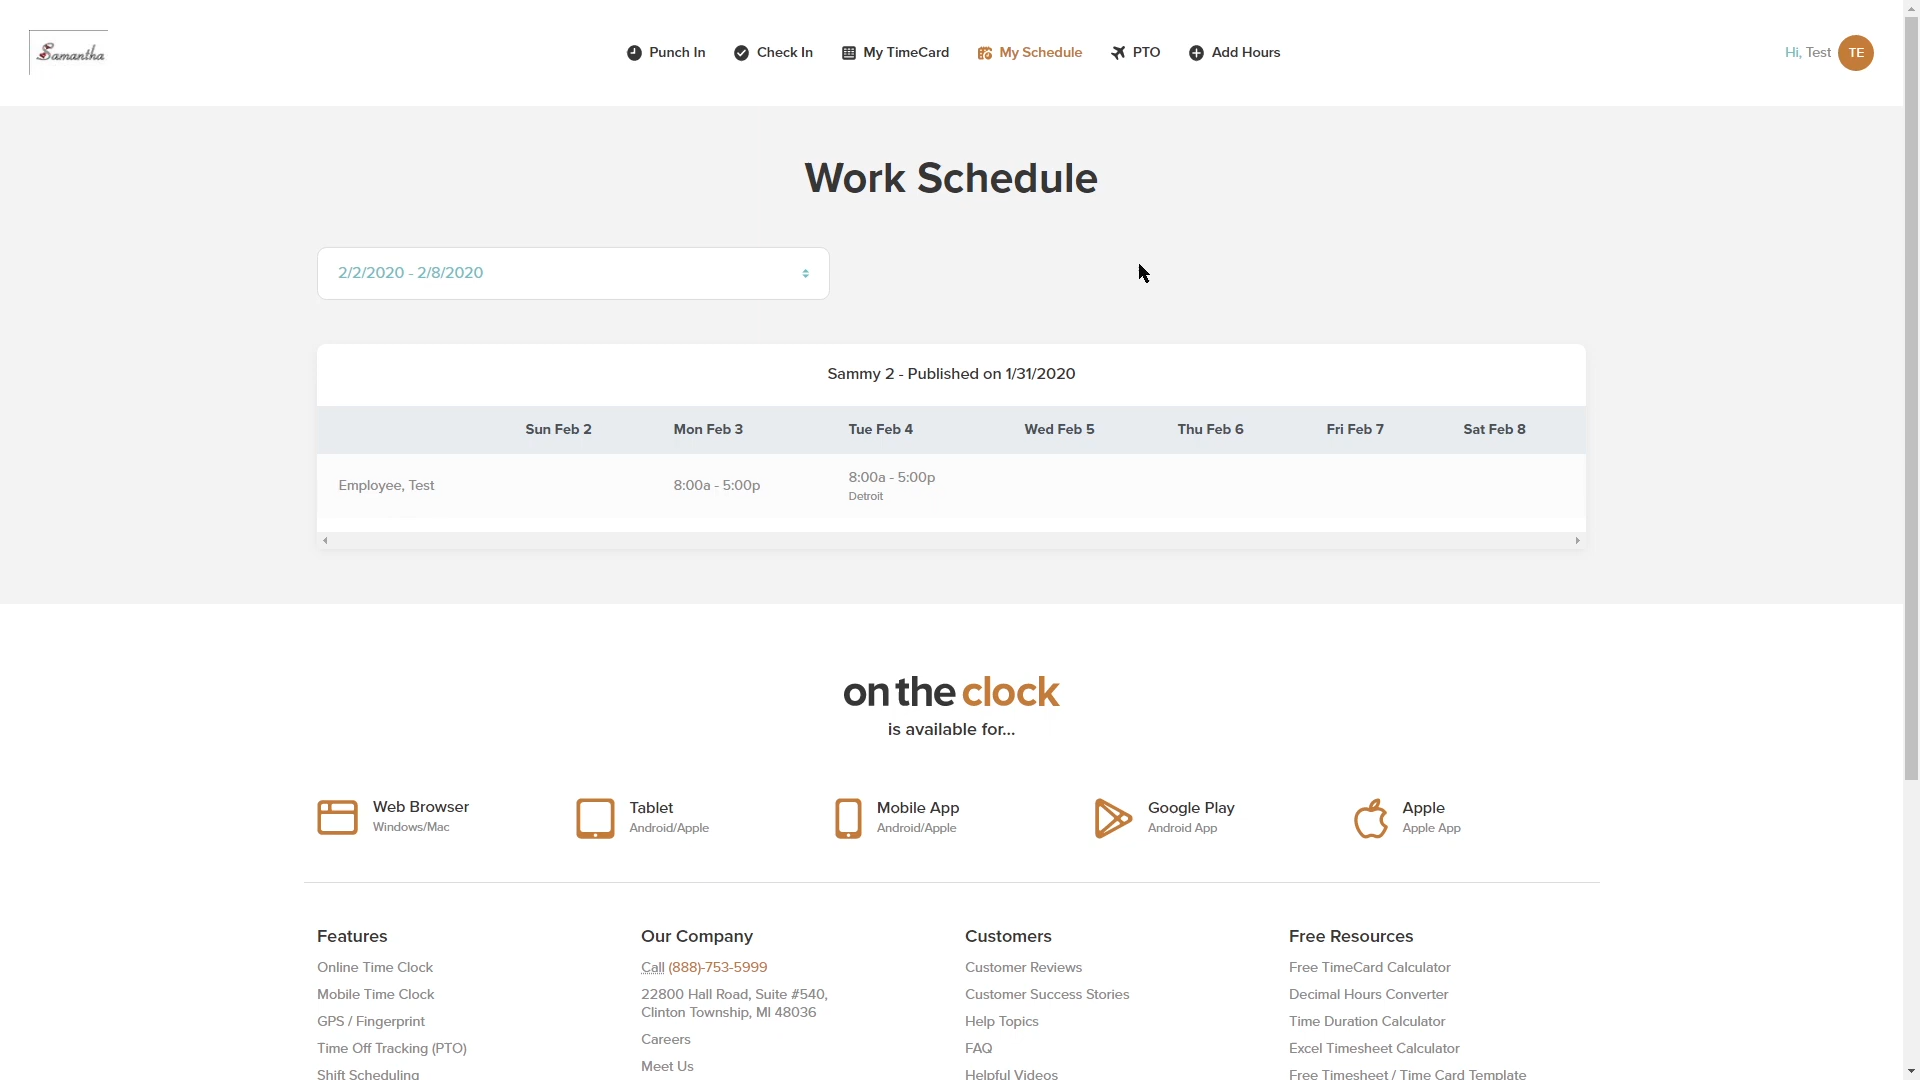 Samantha
Punch In
Check In
My TimeCard
My Schedule
PTO
Add Hours
Hi, Test
TE
Work Schedule
2/2/2020 - 2/8/2020
Sammy 2 - Published on 1/31/2020
Sun Feb 2
Mon Feb 3
Tue Feb 4
Wed Feb 5
Thu Feb 6
Fri Feb 7
Sat Feb 8
Employee, Test
8:00a - 5:00p
8:00a - 5:00p
Detroit
on the clock
is available for...
Web Browser
Windows/Mac
Tablet
Android/Apple
Mobile App
Android/Apple
Google Play
Android App
Apple
Apple App
Features
Online Time Clock
Mobile Time Clock
GPS / Fingerprint
Time Off Tracking (PTO)
Shift Scheduling
Our Company
Call (888)-753-5999
22800 Hall Road, Suite #540,
Clinton Township, MI 48036
Careers
Meet Us
Customers
Customer Reviews
Customer Success Stories
Help Topics
FAQ
Helpful Videos
Free Resources
Free TimeCard Calculator
Decimal Hours Converter
Time Duration Calculator
Excel Timesheet Calculator
Free Timesheet / Time Card Template